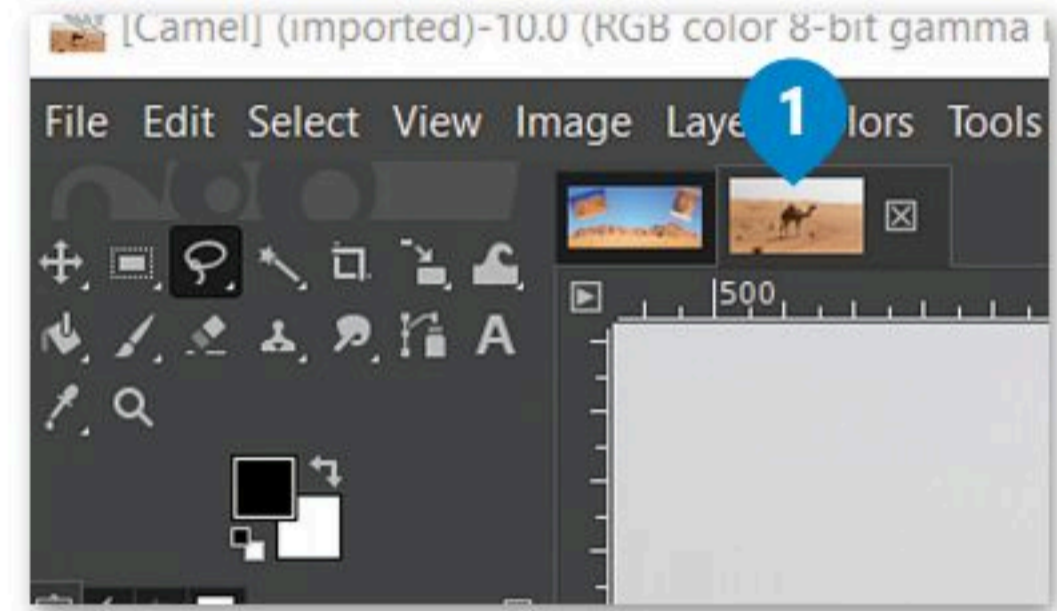 [Camel] (imported)-10.0 (RGB color 8-bit gamma
File Edit Select View Image Laye lors Tools
1
500
A